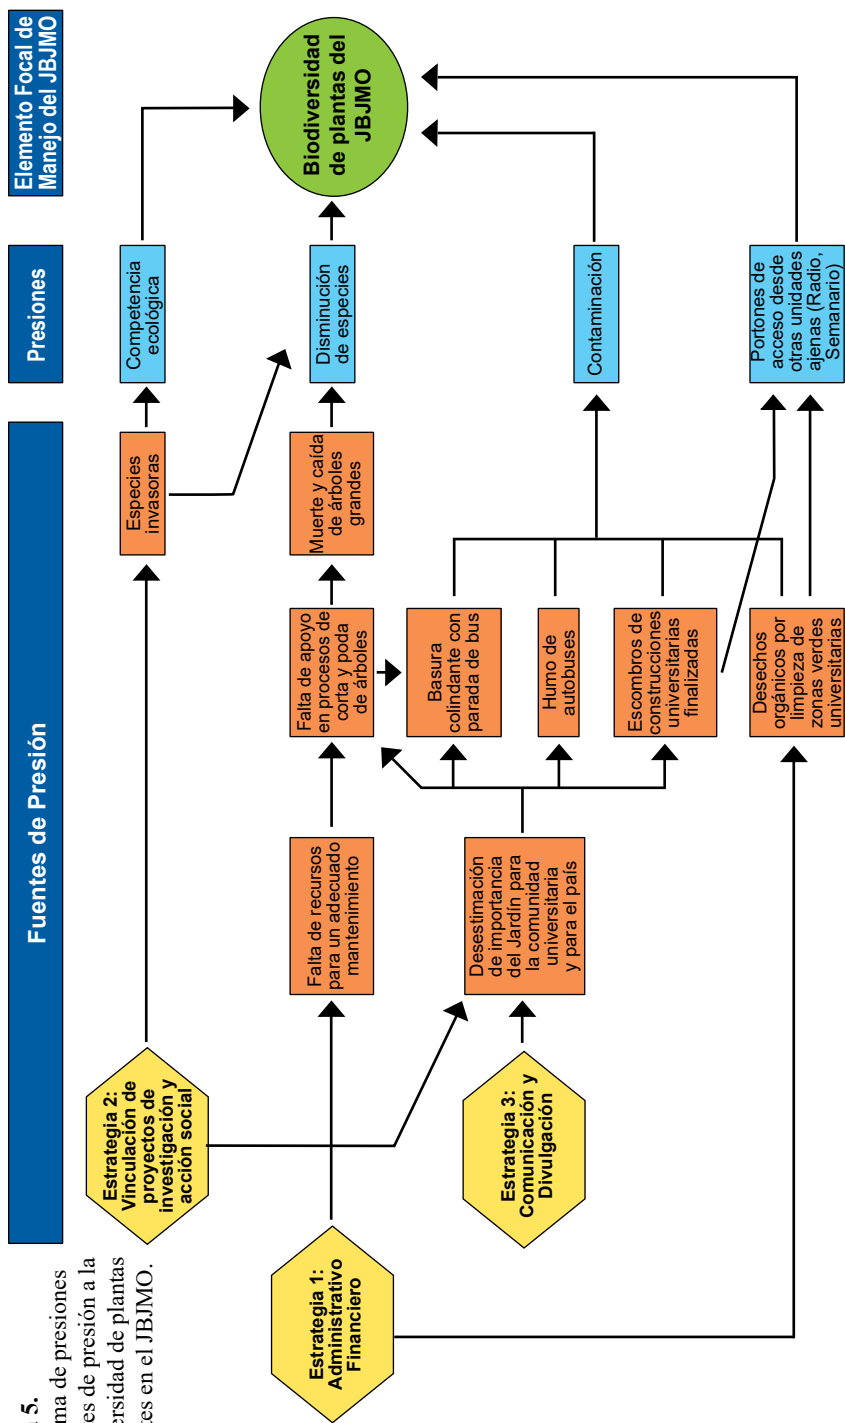 5.
ma de presiones
es de presión a la
ersidad de plantas
tes en el JBJMO.
Fuentes de Presión
Presiones
Elemento Focal de
Manejo del JBJMO
Estrategia 2:
Vinculación de
proyectos de
investigación y
acción social
Especies
invasoras
Competencia
ecológica
Estrategia 1:
Administrativo
Financiero
Falta de recursos
para un adecuado
mantenimiento
Falta de apoyo
en procesos de
corta y poda
de árboles
Muerte y caída
de árboles
grandes
Disminución
de especies
Biodiversidad
de plantas del
JBJMO
Estrategia 3:
Comunicación y
Divulgación
Desestimación
de importancia
del Jardín para
la comunidad
universitaria
y para el país
Basura
colindante con
parada de bus
Humo de
autobuses
Escombros de
construcciones
universitarias
finalizadas
Desechos
orgánicos por
limpieza de
zonas verdes
universitarias
Contaminación
Portones de
acceso desde
otras unidades
ajenas (Radio,
Semanario)